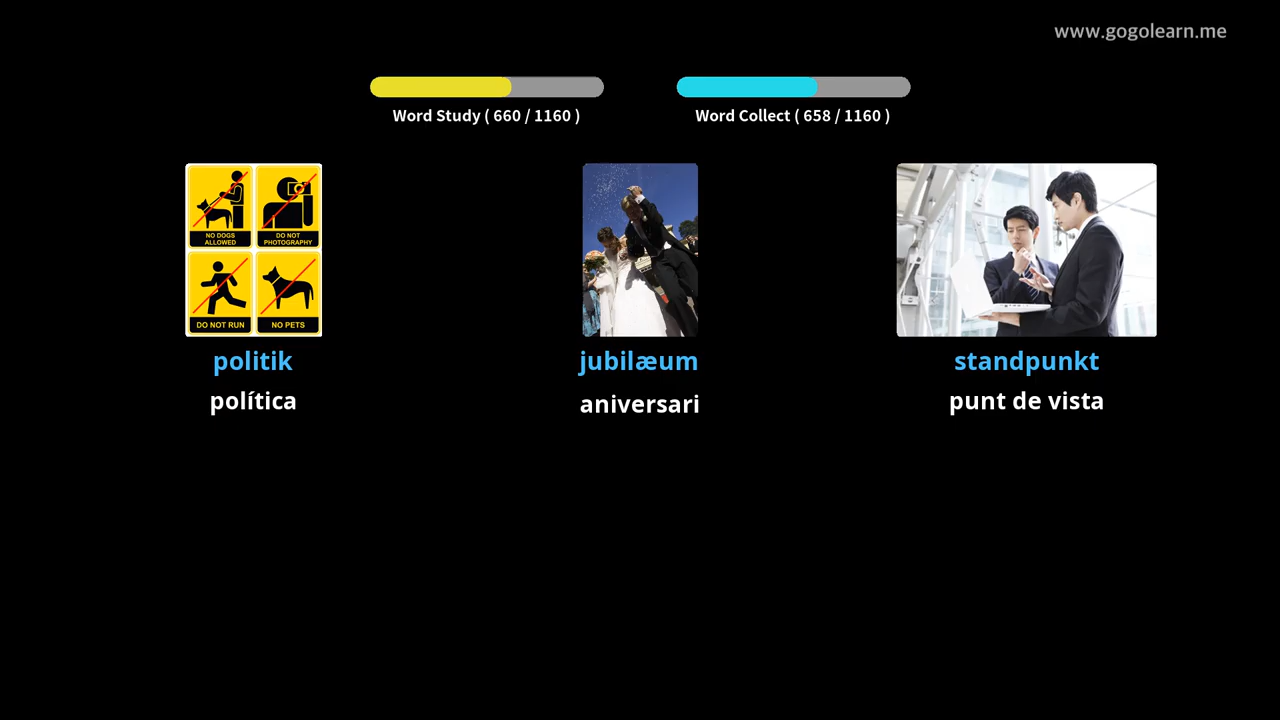 www.gogolearn.me
Word Study ( 660 / 1160 )
Word Collect ( 658 / 1160 )
NO DOGS
ALLOWED
DO NOT
PHOTOGRAPHY
DO NOT RUN
NO PETS
politik
política
jubilæum
aniversari
standpunkt
punt de vista